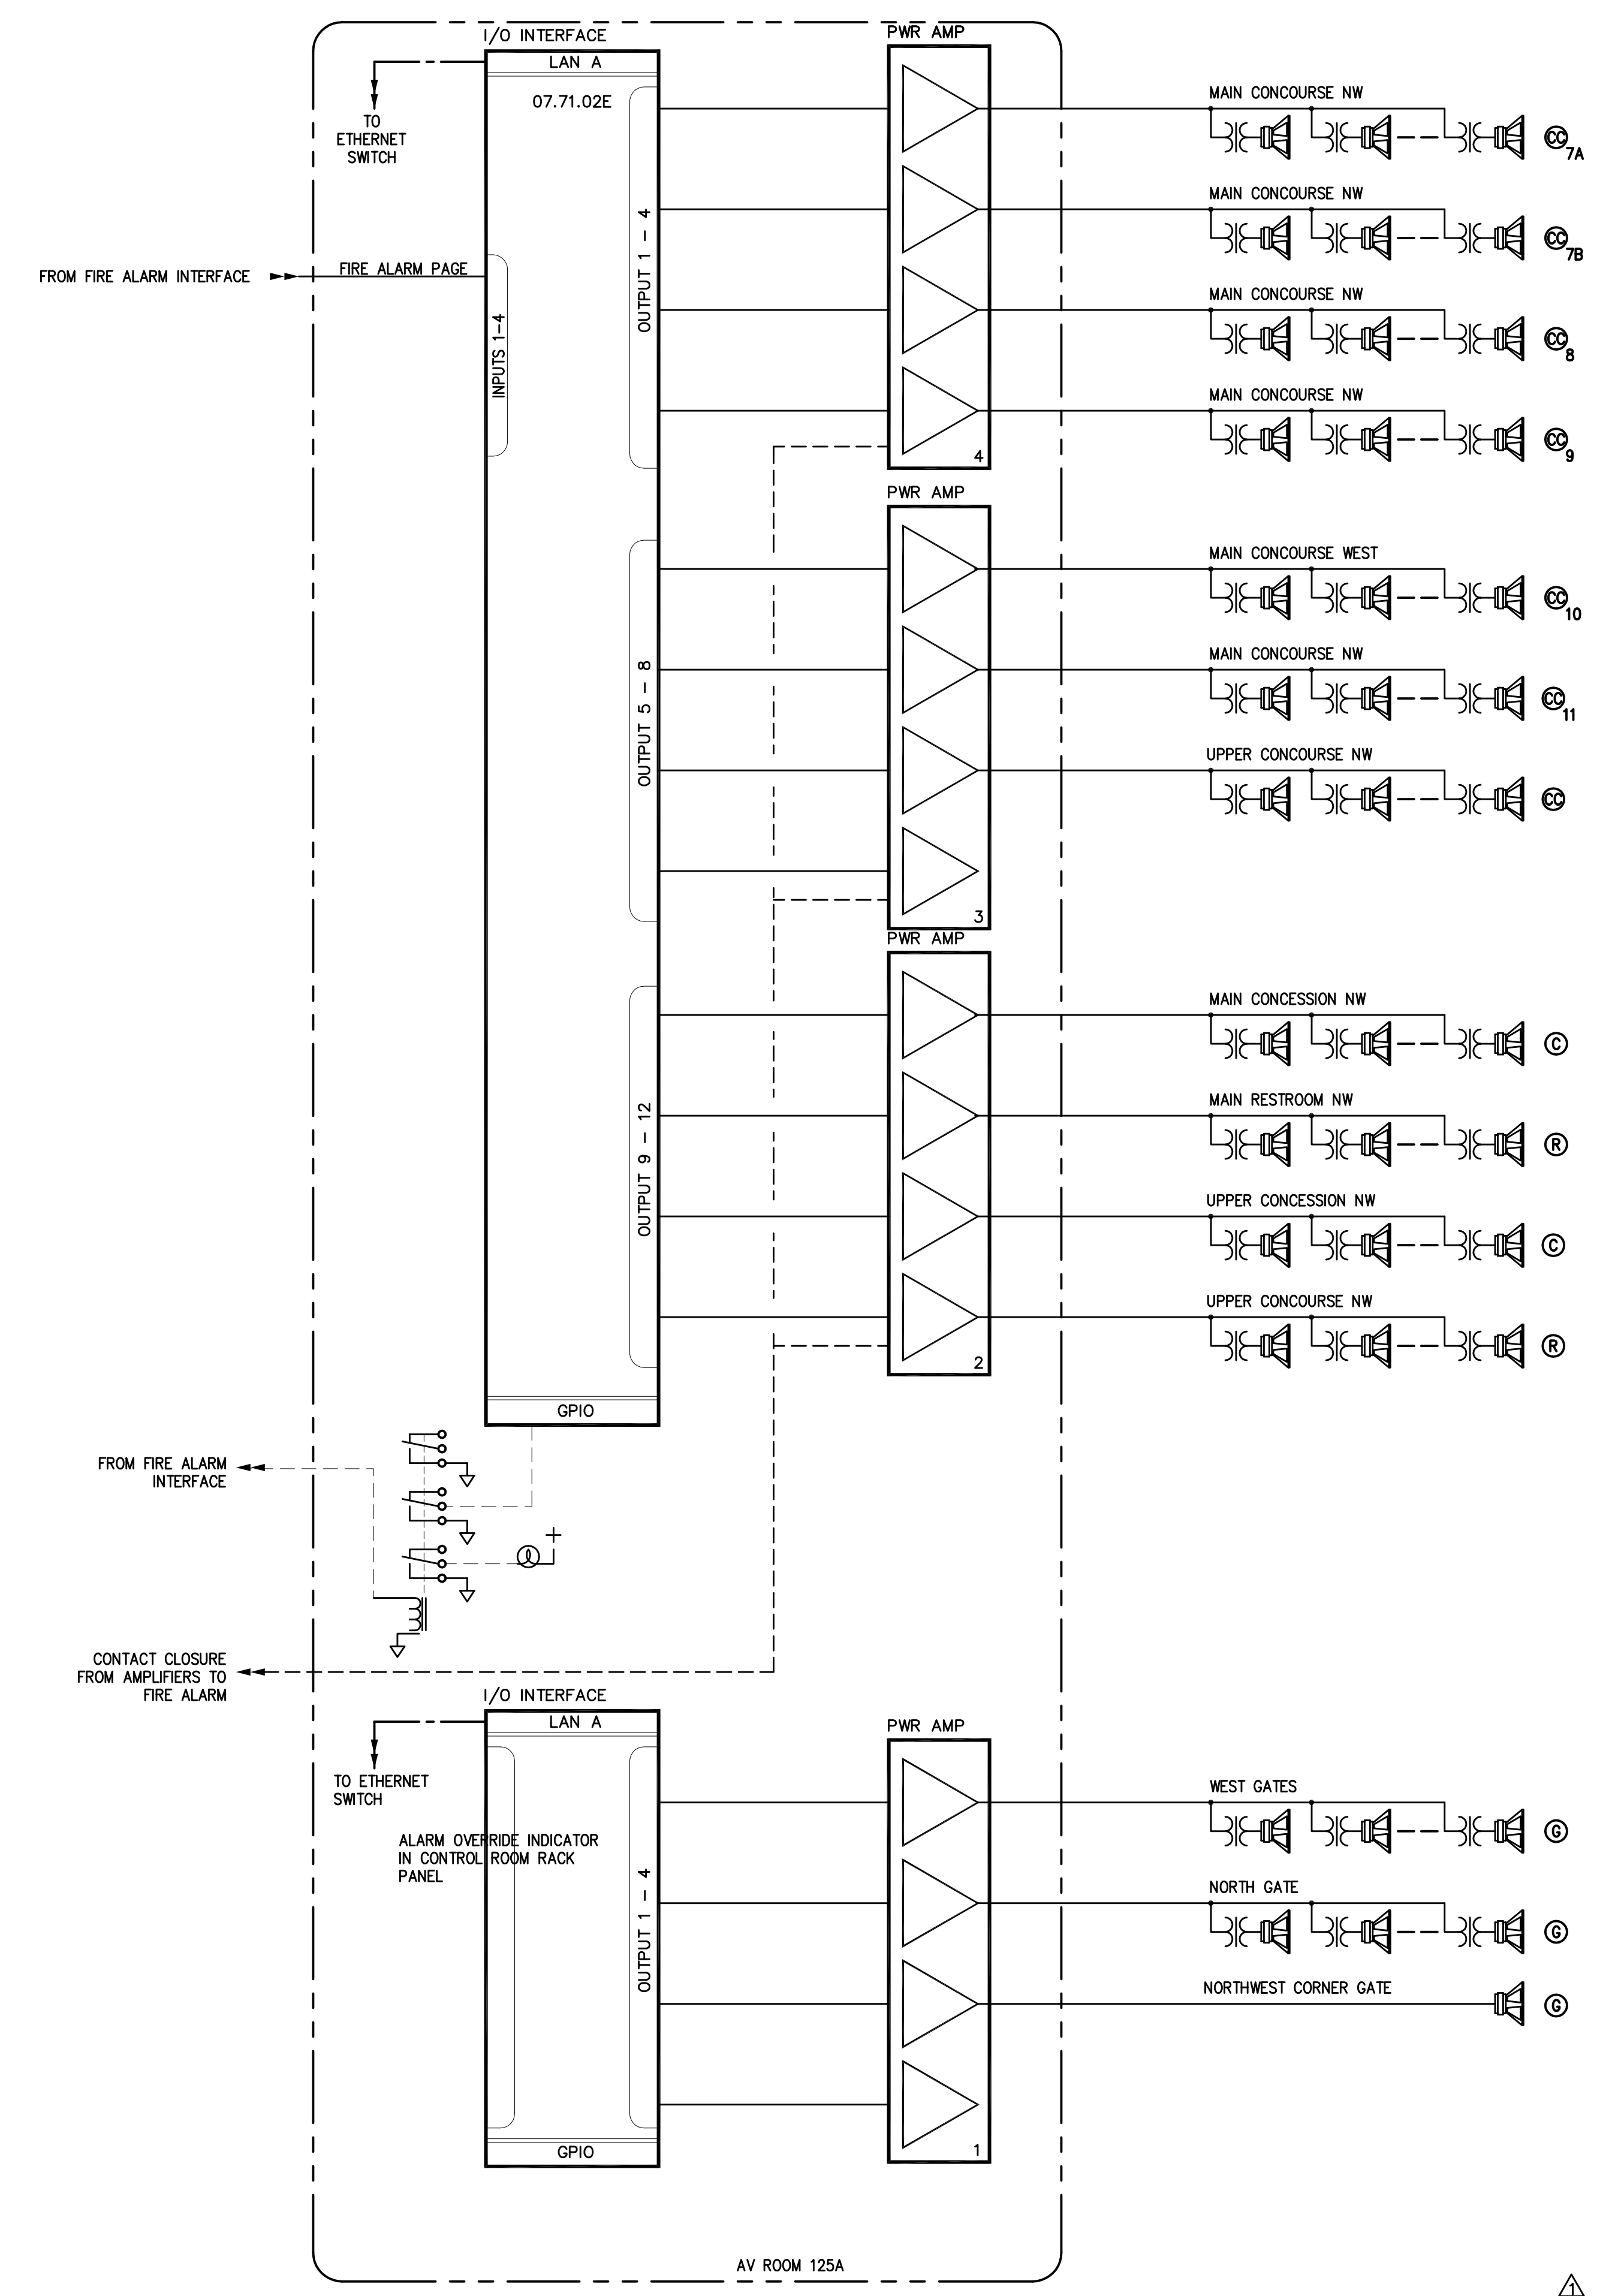 I/O INTERFACE
LAN A
07.71.02E
TO
ETHERNET
SWITCH
FROM FIRE ALARM INTERFACE
FIRE ALARM PAGE
INPUTS 1-4
OUTPUT 1 - 4
OUTPUT 5 - 8
OUTPUT 9 - 12
GPIO
PWR AMP
4
PWR AMP
3
PWR AMP
2
MAIN CONCOURSE NW
CC 7A
MAIN CONCOURSE NW
CC 7B
MAIN CONCOURSE NW
CC 8
MAIN CONCOURSE NW
CC 9
MAIN CONCOURSE WEST
CC 10
MAIN CONCOURSE NW
CC 11
UPPER CONCOURSE NW
CC
MAIN CONCESSION NW
C
MAIN RESTROOM NW
R
UPPER CONCESSION NW
C
UPPER CONCOURSE NW
R
FROM FIRE ALARM
INTERFACE
+
CONTACT CLOSURE
FROM AMPLIFIERS TO
FIRE ALARM
I/O INTERFACE
LAN A
TO ETHERNET
SWITCH
ALARM OVERRIDE INDICATOR
IN CONTROL ROOM RACK
PANEL
OUTPUT 1 - 4
GPIO
PWR AMP
1
WEST GATES
G
NORTH GATE
G
NORTHWEST CORNER GATE
G
AV ROOM 125A
1